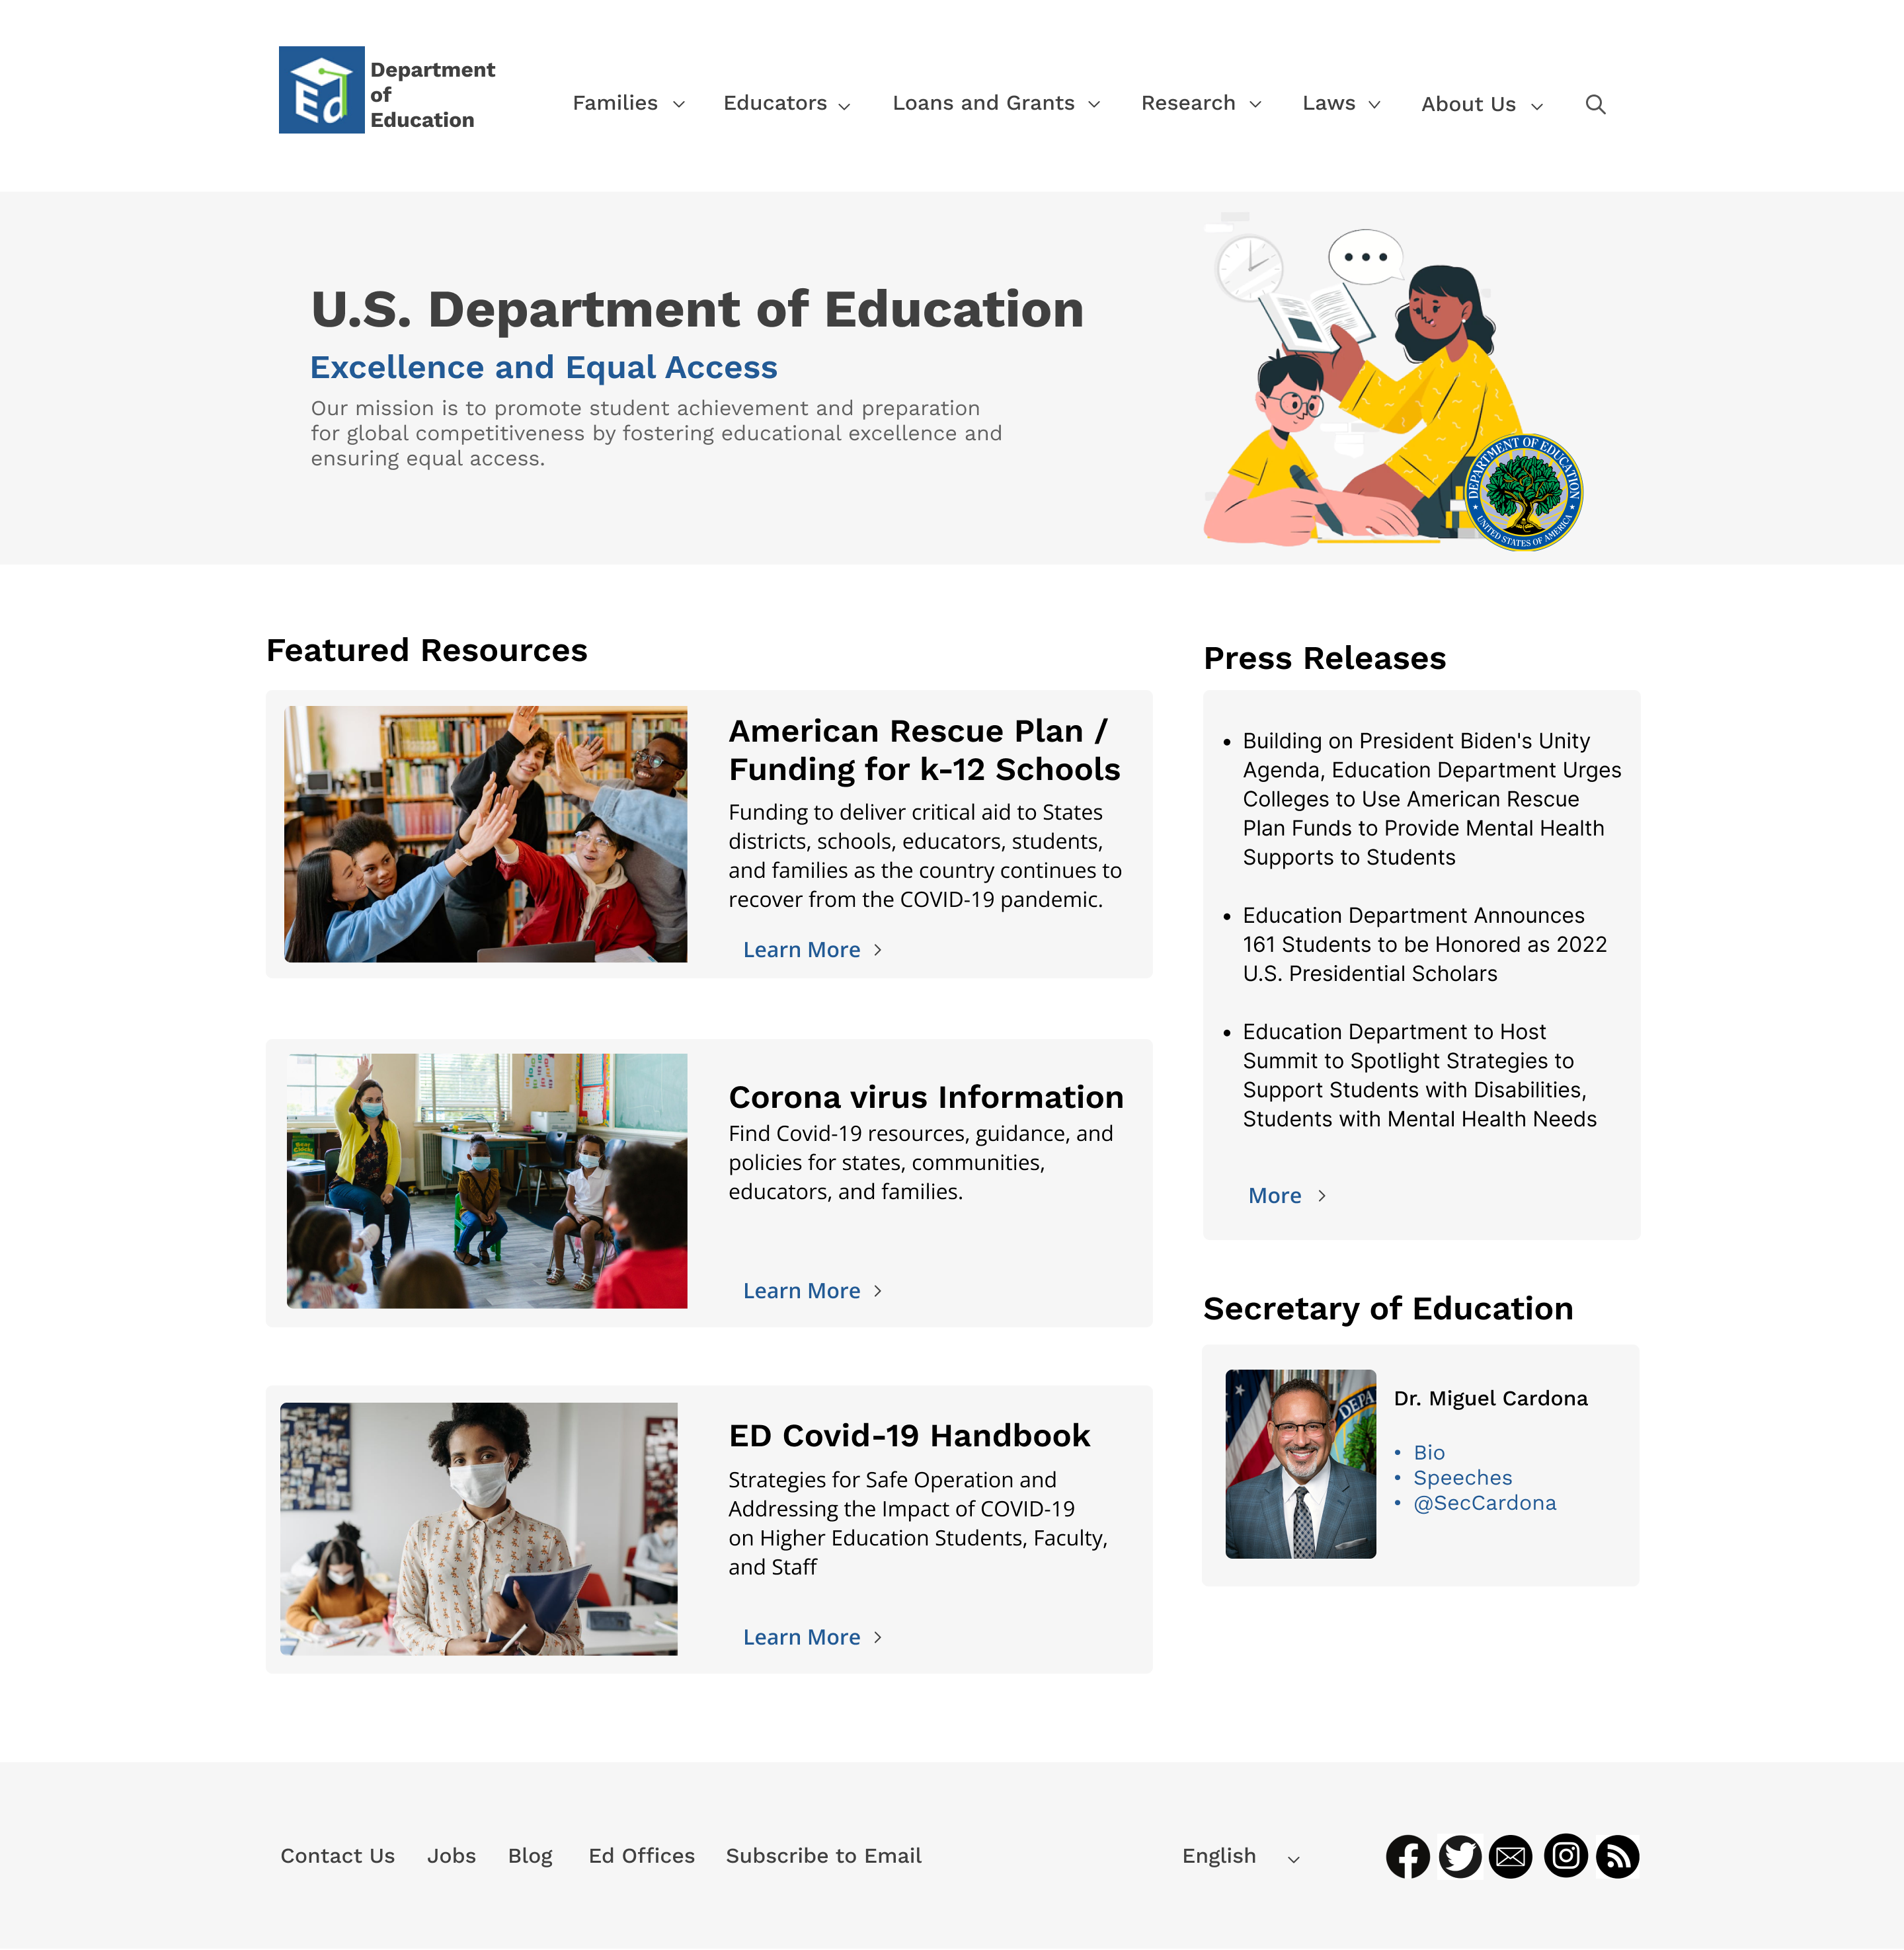 Ed
Department
of
Education
Families
Educators
Loans and Grants
Research
Laws
About Us
U.S. Department of Education
Excellence and Equal Access
Our mission is to promote student achievement and preparation
for global competitiveness by fostering educational excellence and
ensuring equal access.
DEPARTMENT OF EDUCATION
UNITED STATES OF AMERICA
Featured Resources
American Rescue Plan /
Funding for k-12 Schools
Funding to deliver critical aid to States
districts, schools, educators, students,
and families as the country continues to
recover from the COVID-19 pandemic.
Learn More
Corona virus Information
Find Covid-19 resources, guidance, and
policies for states, communities,
educators, and families.
Learn More
ED Covid-19 Handbook
Strategies for Safe Operation and
Addressing the Impact of COVID-19
on Higher Education Students, Faculty,
and Staff
Learn More
Press Releases
• Building on President Biden's Unity
Agenda, Education Department Urges
Colleges to Use American Rescue
Plan Funds to Provide Mental Health
Supports to Students
• Education Department Announces
161 Students to be Honored as 2022
U.S. Presidential Scholars
• Education Department to Host
Summit to Spotlight Strategies to
Support Students with Disabilities,
Students with Mental Health Needs
More
Secretary of Education
DEPA
Dr. Miguel Cardona
• Bio
• Speeches
• @SecCardona
Contact Us
Jobs
Blog
Ed Offices
Subscribe to Email
English